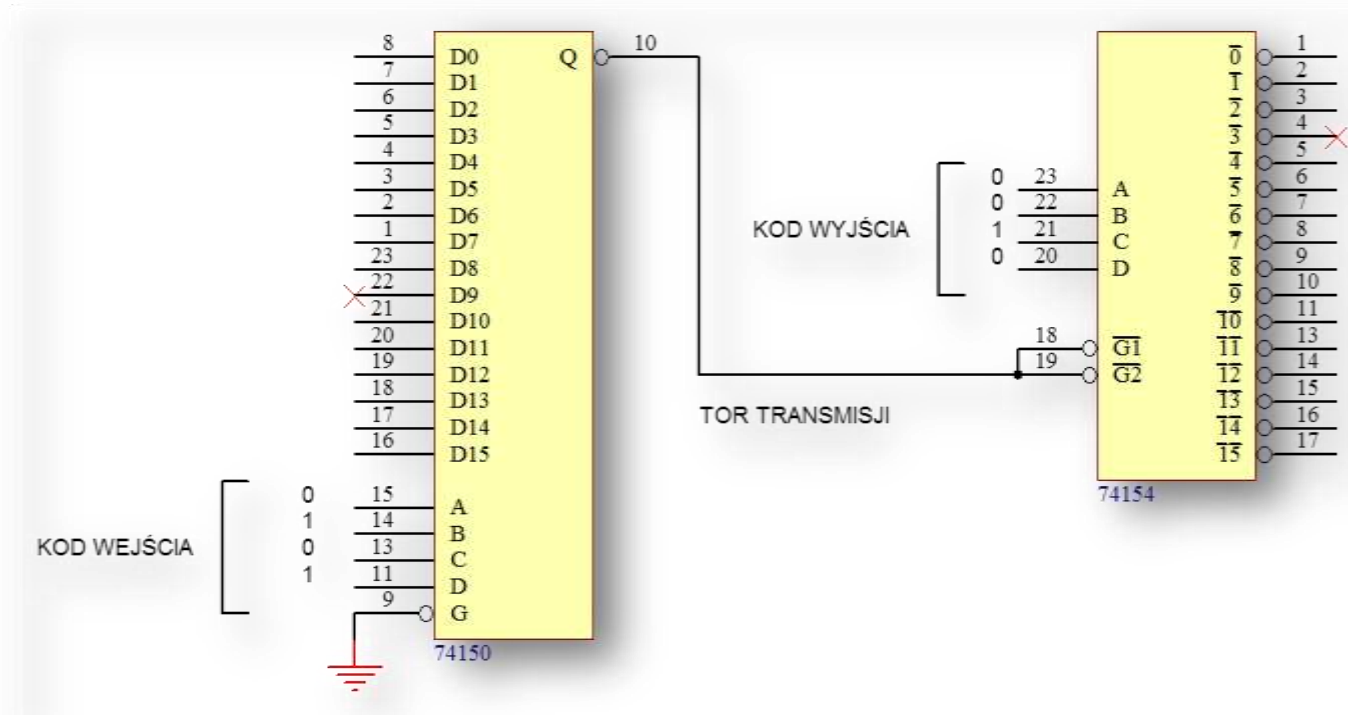 8 D0 Q 10
7 D1
6 D2
5 D3
4 D4
3 D5
2 D6
1 D7
23 D8
22 D9
21 D10
20 D11
19 D12
18 D13
17 D14
16 D15
KOD WEJŚCIA
0 15 A
1 14 B
0 13 C
1 11 D
9 G
74150
TOR TRANSMISJI
KOD WYJŚCIA
0 23 A
0 22 B
1 21 C
0 20 D
18 G1
19 G2
0 1
1 2
2 3
3 4
4 5
5 6
6 7
7 8
8 9
9 10
10 11
11 13
12 14
13 15
14 16
15 17
74154